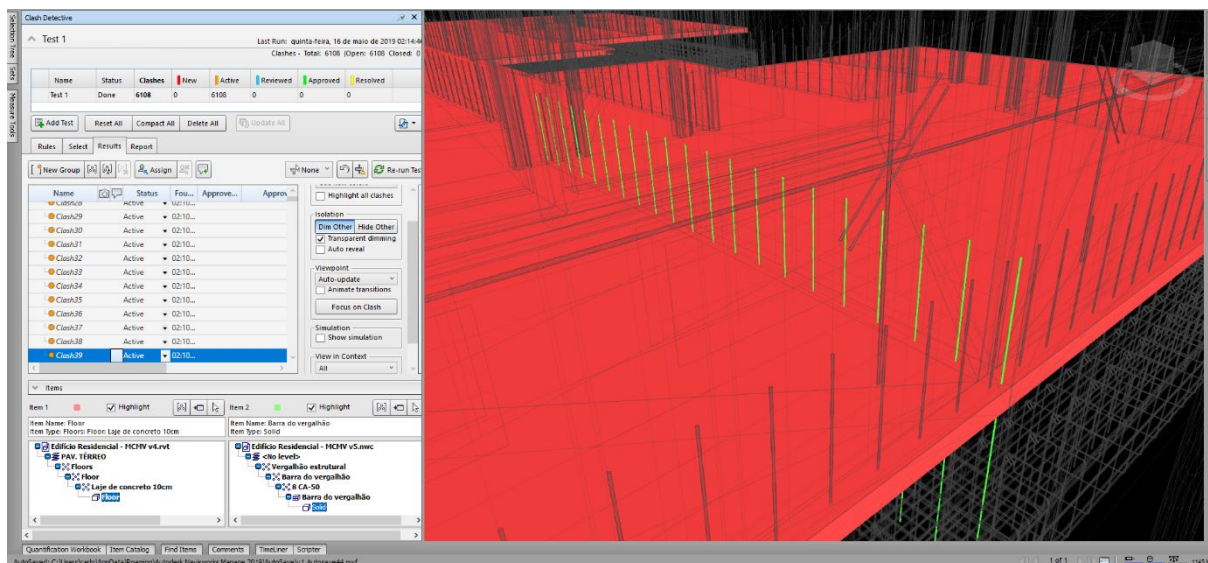 Clash Detective
Selection Tree
Sets
Measure Tools
Test 1
Last Run: quinta-feira, 16 de maio de 2019 02:14:4
Clashes - Total: 6108 (Open: 6108 Closed: 0
Name Status Clashes New Active Reviewed Approved Resolved
Test 1 Done 6108 0 6108 0 0 0
Add Test Reset All Compact All Delete All Update All
Rules Select Results Report
New Group Assign None Re-run Tes
Name Status Fou... Approve... Approv
Clash28 Active 02:10...
Clash29 Active 02:10...
Clash30 Active 02:10...
Clash31 Active 02:10...
Clash32 Active 02:10...
Clash33 Active 02:10...
Clash34 Active 02:10...
Clash35 Active 02:10...
Clash36 Active 02:10...
Clash37 Active 02:10...
Clash38 Active 02:10...
Clash39 Active 02:10...
Highlight all clashes
Isolation
Dim Other Hide Other
Transparent dimming
Auto reveal
Viewpoint
Auto-update
Animate transitions
Focus on Clash
Simulation
Show simulation
View in Context
All
Items
Item 1 Highlight Item 2 Highlight
Item Name: Floor
Item Type: Floors: Floor: Laje de concreto 10cm
Item Name: Barra do vergalhão
Item Type: Solid
Edifício Residencial - MCMV v4.rvt
PAV. TÉRREO
Floors
Floor
Laje de concreto 10cm
Floor
Edifício Residencial - MCMV v5.nwc
<No level>
Vergalhão estrutural
Barra do vergalhão
8 CA-50
Barra do vergalhão
Solid
Quantification Workbook Item Catalog Find Items Comments TimeLiner Scripter
1 of 1